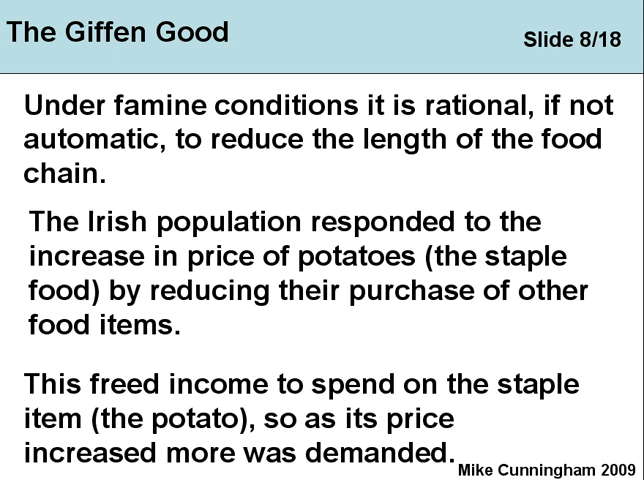 The Giffen Good
Slide 8/18
Under famine conditions it is rational, if not
automatic, to reduce the length of the food
chain.
The Irish population responded to the
increase in price of potatoes (the staple
food) by reducing their purchase of other
food items.
This freed income to spend on the staple
item (the potato), so as its price
increased more was demanded.
Mike Cunningham 2009